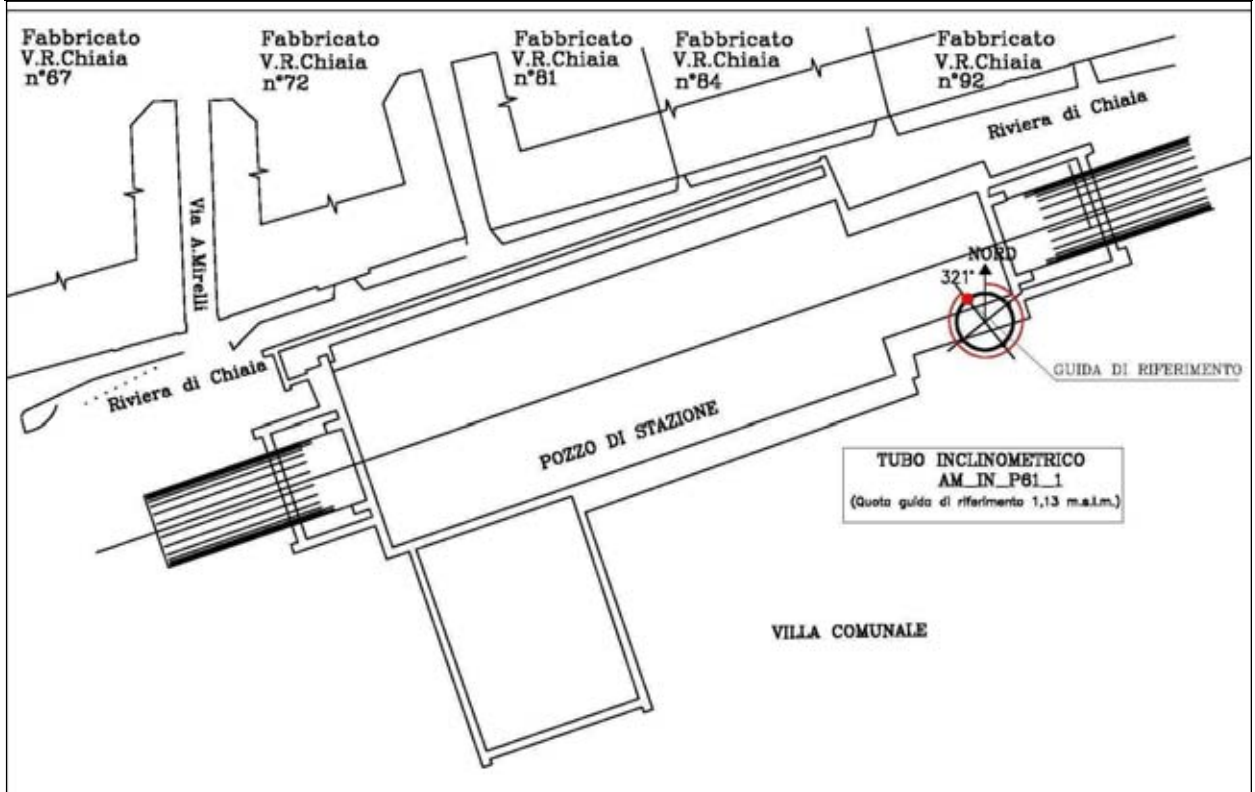 Fabbricato
V.R.Chiaia
n°67
Fabbricato
V.R.Chiaia
n°72
Fabbricato
V.R.Chiaia
n°81
Fabbricato
V.R.Chiaia
n°84
Fabbricato
V.R.Chiaia
n°92
Riviera di Chiaia
Via A.Mirelli
NORD
321°
Riviera di Chiaia
GUIDA DI RIFERIMENTO
POZZO DI STAZIONE
TUBO INCLINOMETRICO
AM_IN_P61_1
(Quota guida di riferimento 1,13 m.s.l.m.)
VILLA COMUNALE